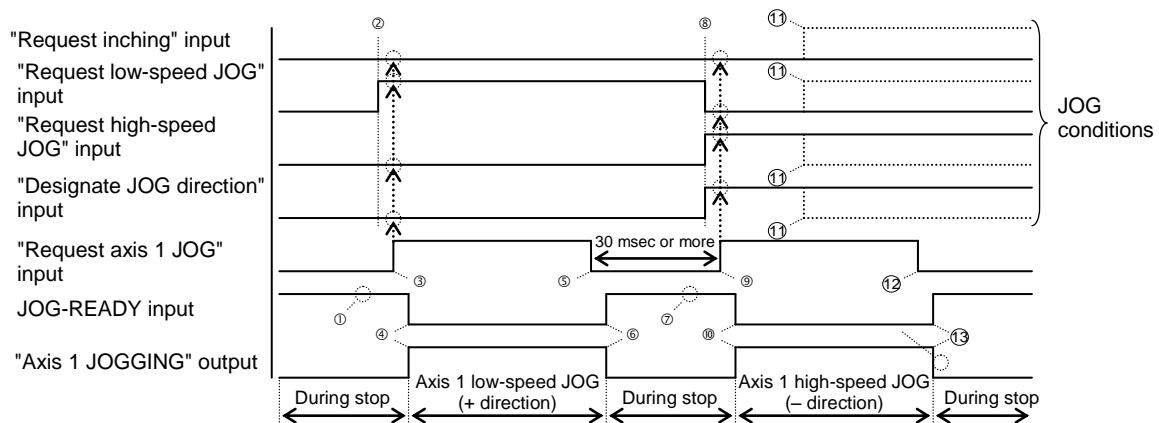 ② ⑧ ⑪
"Request inching" input
"Request low-speed JOG"
input
⑪
"Request high-speed
JOG" input
JOG
conditions
"Designate JOG direction"
input
⑪
⑪
"Request axis 1 JOG"
input
30 msec or more
③ ⑤ ⑨ ⑫
JOG-READY input
① ⑦
④ ⑥ ⑩ ⑬
"Axis 1 JOGGING" output
During stop
Axis 1 low-speed JOG
(+ direction)
During stop
Axis 1 high-speed JOG
(– direction)
During stop